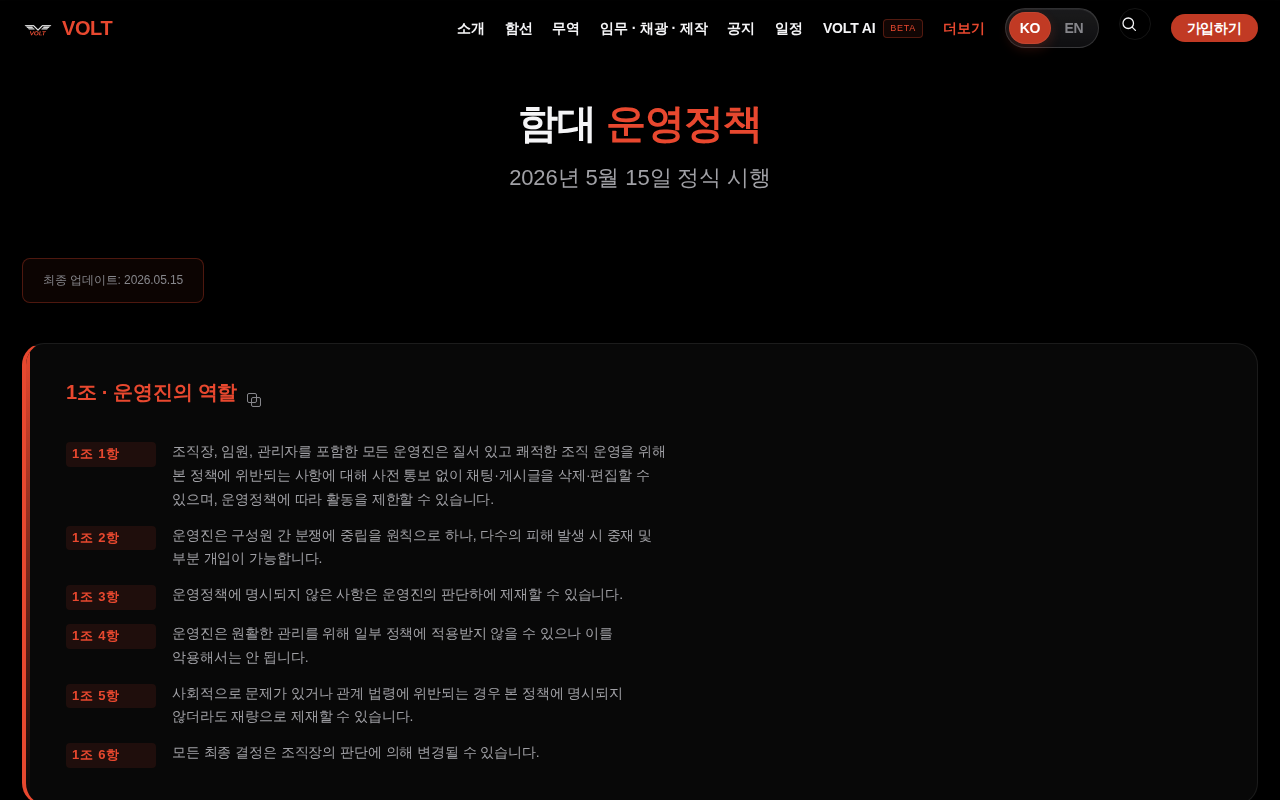 VOLT
VOLT
소개
함선
무역
임무 · 채광 · 제작
공지
일정
VOLT AI BETA
더보기
KO
EN
가입하기
함대 운영정책
2026년 5월 15일 정식 시행
최종 업데이트: 2026.05.15
1조 · 운영진의 역할
1조 1항
조직장, 임원, 관리자를 포함한 모든 운영진은 질서 있고 쾌적한 조직 운영을 위해
본 정책에 위반되는 사항에 대해 사전 통보 없이 채팅·게시글을 삭제·편집할 수
있으며, 운영정책에 따라 활동을 제한할 수 있습니다.
1조 2항
운영진은 구성원 간 분쟁에 중립을 원칙으로 하나, 다수의 피해 발생 시 중재 및
부분 개입이 가능합니다.
1조 3항
운영정책에 명시되지 않은 사항은 운영진의 판단하에 제재할 수 있습니다.
1조 4항
운영진은 원활한 관리를 위해 일부 정책에 적용받지 않을 수 있으나 이를
악용해서는 안 됩니다.
1조 5항
사회적으로 문제가 있거나 관계 법령에 위반되는 경우 본 정책에 명시되지
않더라도 재량으로 제재할 수 있습니다.
1조 6항
모든 최종 결정은 조직장의 판단에 의해 변경될 수 있습니다.